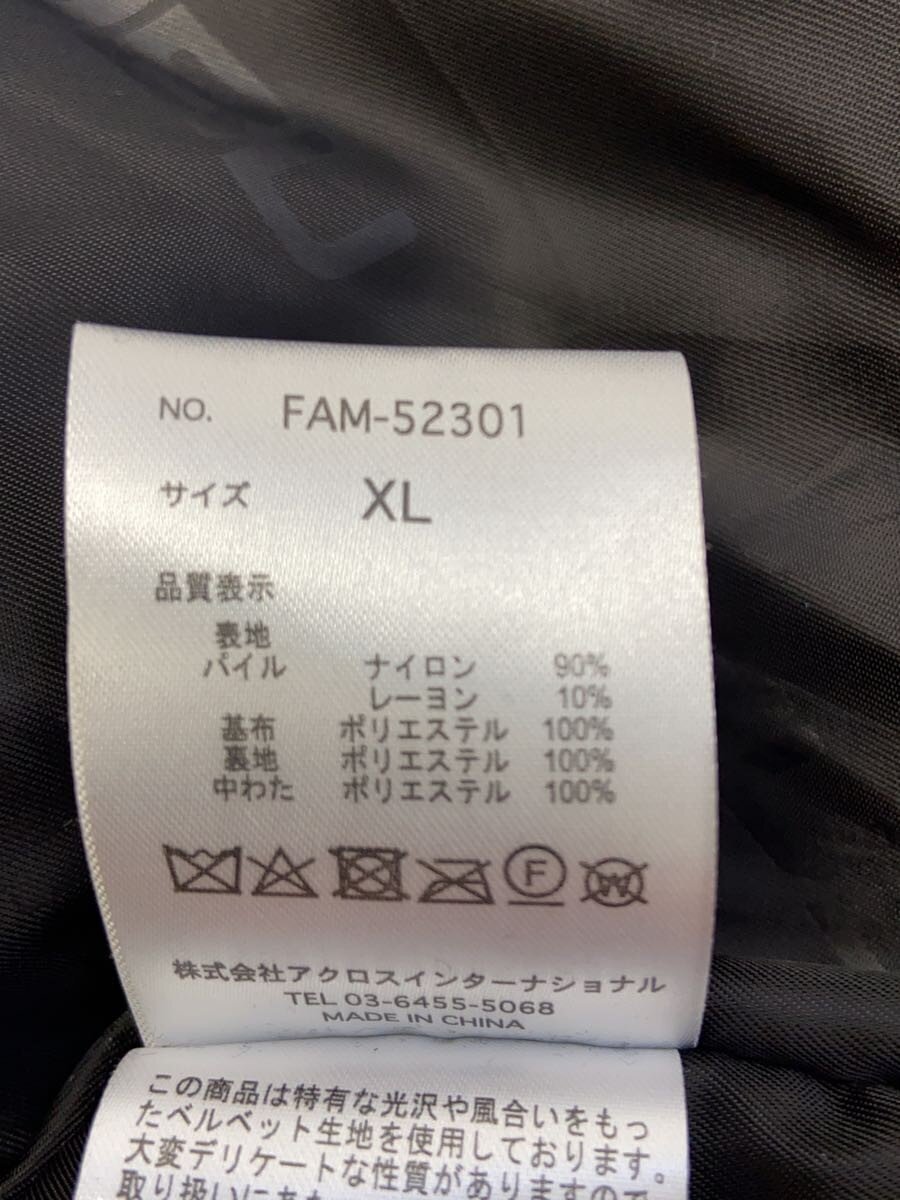 NO. FAM-52301
サイズ XL
品質表示
表地
パイル ナイロン 90%
レーヨン 10%
基布 ポリエステル 100%
裏地 ポリエステル 100%
中わた ポリエステル 100%
F W
株式会社アクロスインターナショナル
TEL 03-6455-5068
MADE IN CHINA
この商品は特有な光沢や風合いをもっ
たベルベット生地を使用しております。
大変デリケートな性質がありますので
取り扱いにあ